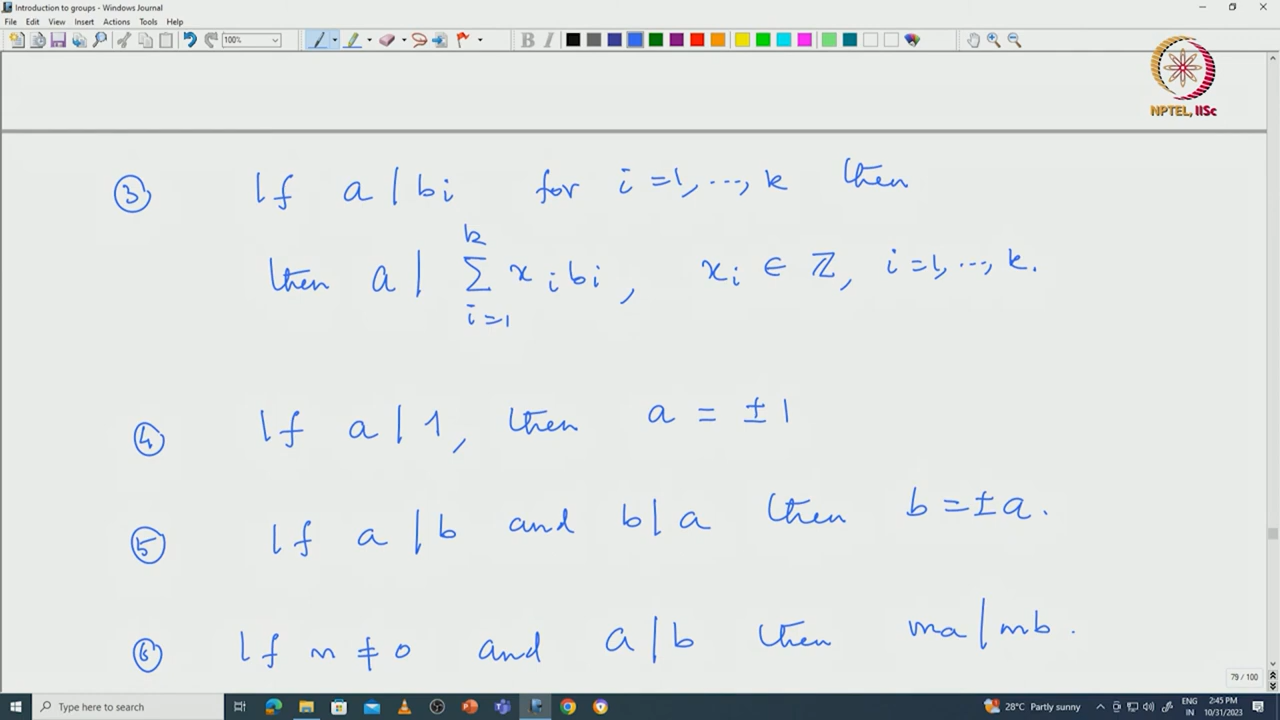 Introduction to groups - Windows Journal
File Edit View Insert Actions Tools Help
100%
B I
NPTEL, IISc
③ If a | bi for i = 1, ..., k then
then a | k∑i=1 xi bi, xi ∈ ℤ, i = 1, ..., k.
④ If a | 1, then a = ± 1
⑤ If a | b and b | a then b = ± a.
⑥ If m ≠ 0 and a | b then ma | mb.
79 / 100
Type here to search
28°C Partly sunny
ENG
IN
2:45 PM
10/31/2023